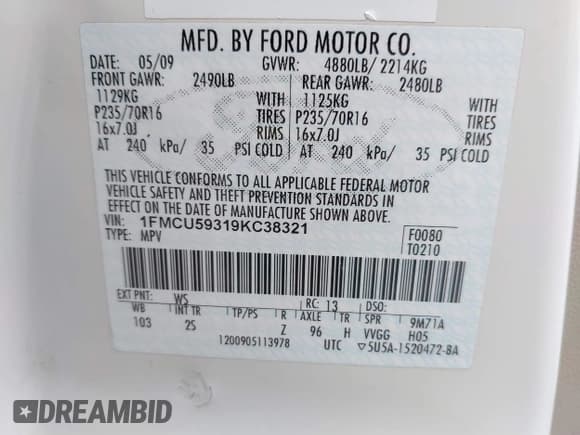 MFD. BY FORD MOTOR CO.
DATE: 05/09 GVWR: 4880LB/ 2214KG
FRONT GAWR: 2490LB REAR GAWR: 2480LB
1129KG WITH 1125KG WITH
P235/70R16 TIRES P235/70R16 TIRES
16x7.0J RIMS 16x7.0J RIMS
AT 240 kPa/ 35 PSI COLD AT 240 kPa/ 35 PSI COLD
THIS VEHICLE CONFORMS TO ALL APPLICABLE FEDERAL MOTOR
VEHICLE SAFETY AND THEFT PREVENTION STANDARDS IN
EFFECT ON THE DATE OF MANUFACTURE SHOWN ABOVE.
VIN: 1FMCU59319KC38321 F0080
TYPE: MPV T0210
EXT PNT: WS RC: 13 DSO:
WB INT TR TP/PS R AXLE TR SPR 9M71A
103 2S Z 96 H VVGG H05
1200905113978 UTC ▽5U5A-1520472-BA
DREAMBID